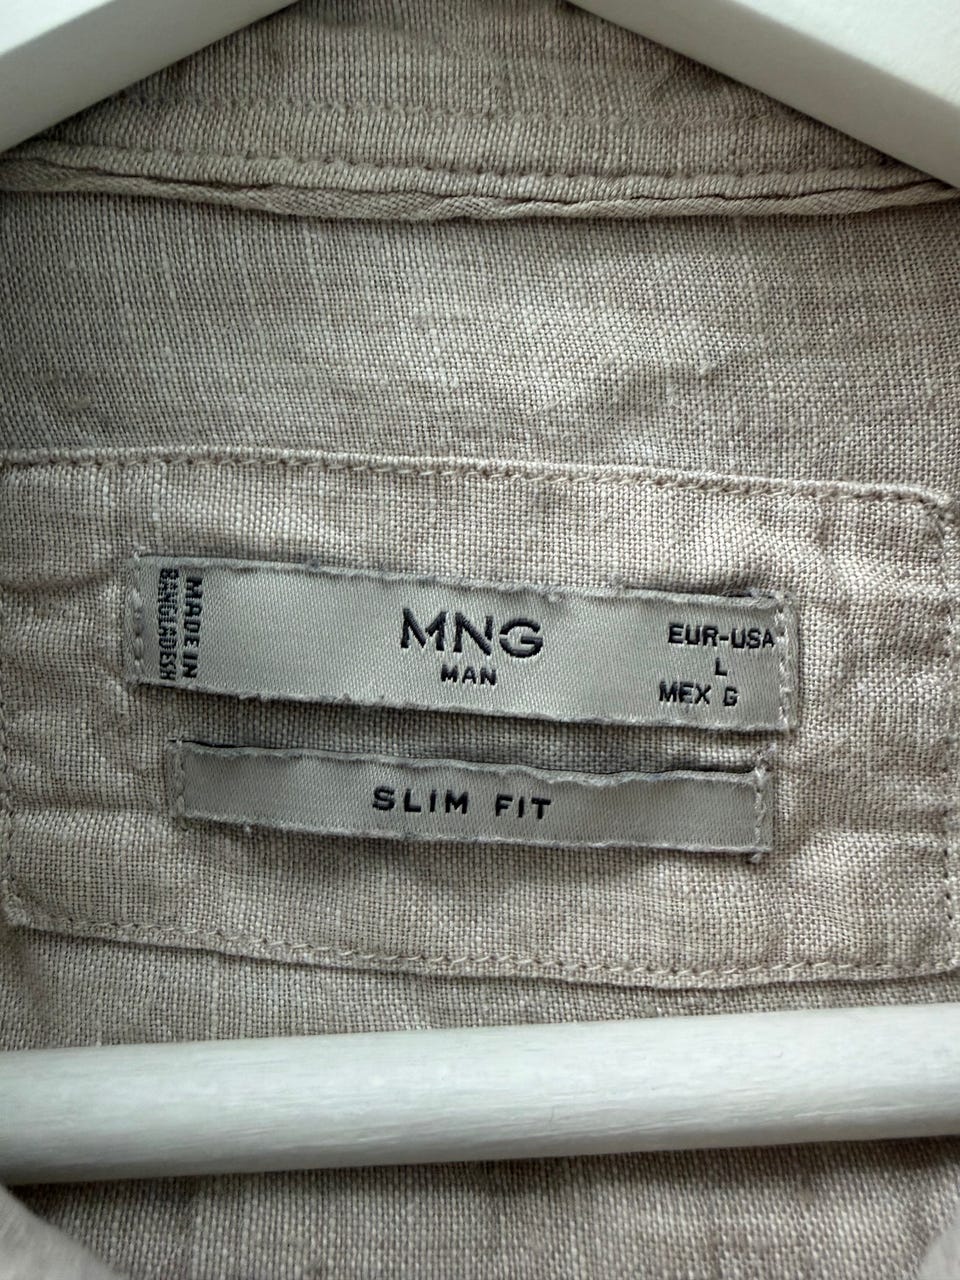 MADE IN
BANGLADESH
MNG
MAN
EUR-USA
L
MEX G
SLIM FIT